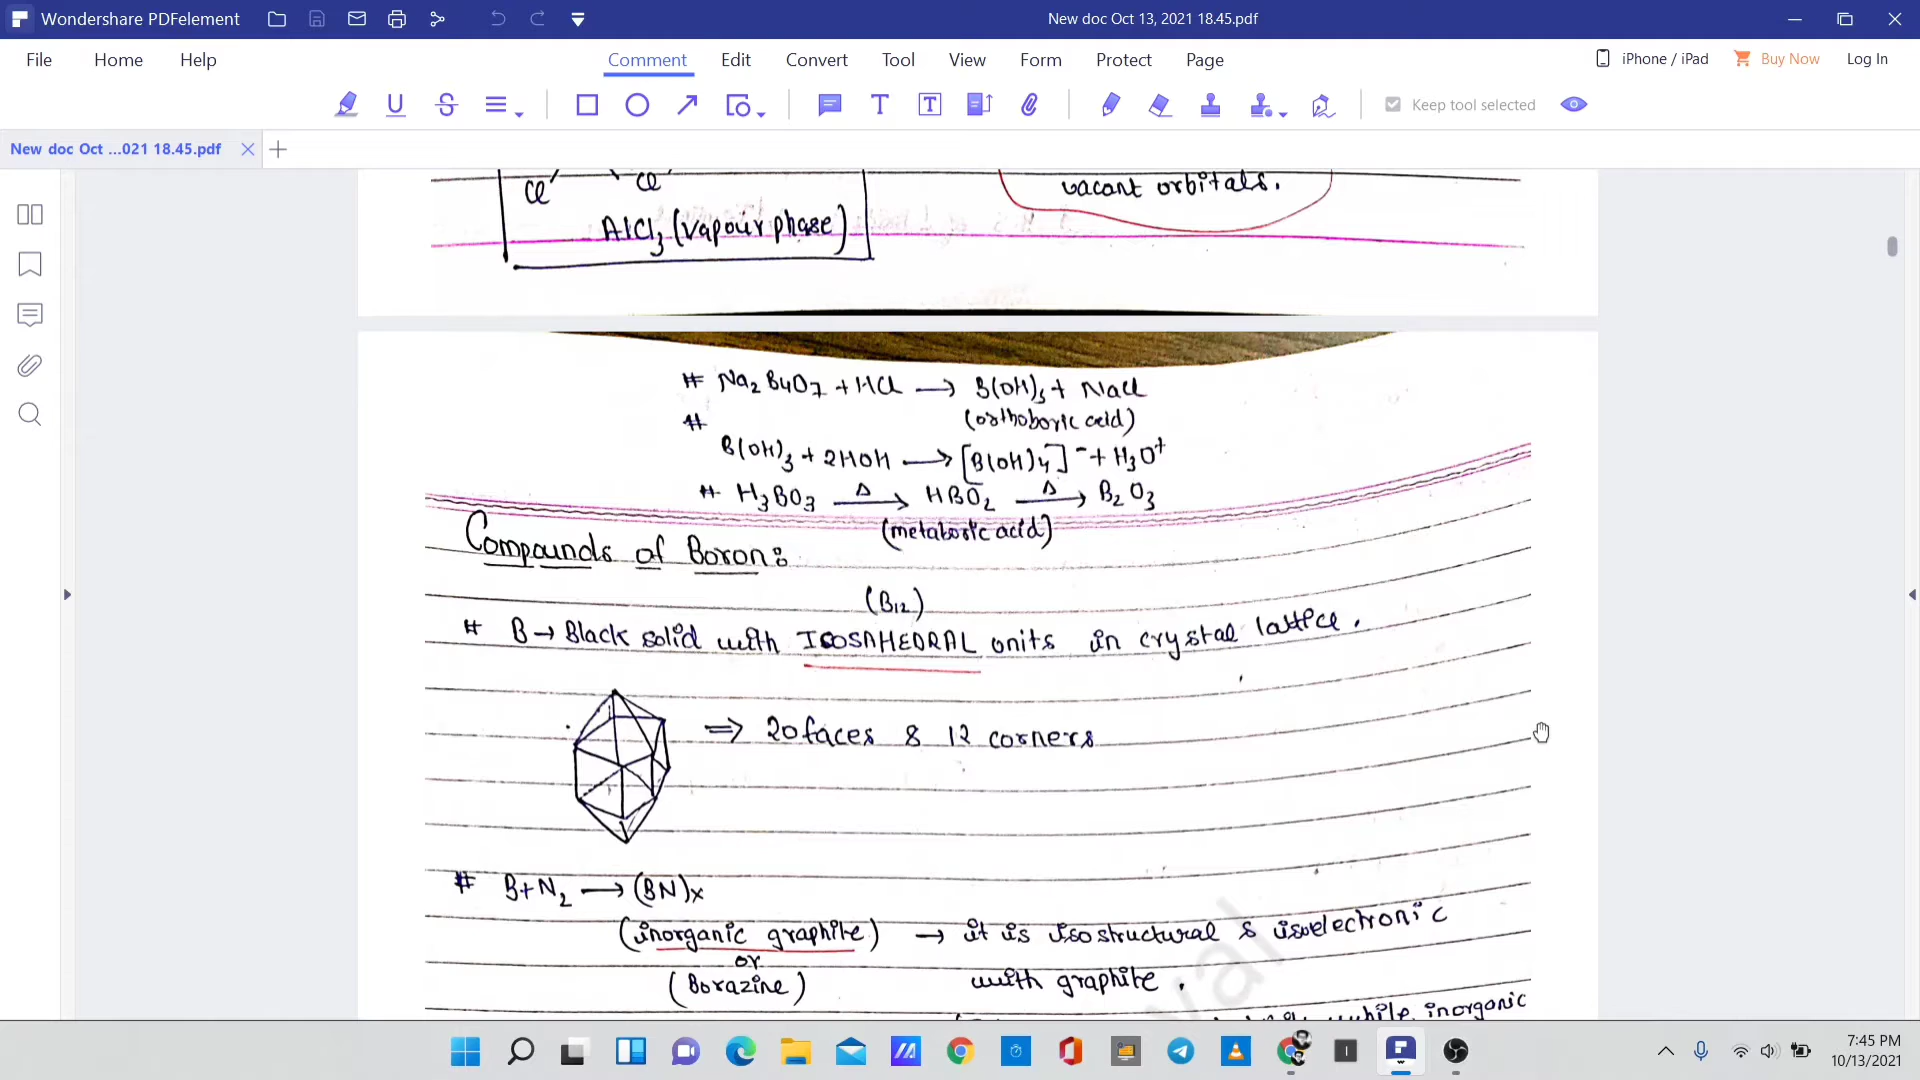 Wondershare PDFelement
New doc Oct 13, 2021 18.45.pdf
File Home Help Comment Edit Convert Tool View Form Protect Page iPhone / iPad Buy Now Log In
Keep tool selected
New doc Oct ...021 18.45.pdf
Cl Cl
vacant orbitals.
AlCl3 (vapour phase)
# Na2B4O7 + HCl → B(OH)3 + NaCl
# (orthoboric acid)
B(OH)3 + 2HOH → [B(OH)4]⁻ + H3O⁺
# H3BO3 —Δ→ HBO2 —Δ→ B2O3
(metaboric acid)
Compounds of Boron:
(B12)
# B → Black solid with ICOSAHEDRAL units in crystal lattice.
⇒ 20 faces & 12 corners
# B+N2 → (BN)x
(inorganic graphite) → it is isostructural & isoelectronic
or
(Borazine) with graphite.
while inorganic
7:45 PM
10/13/2021